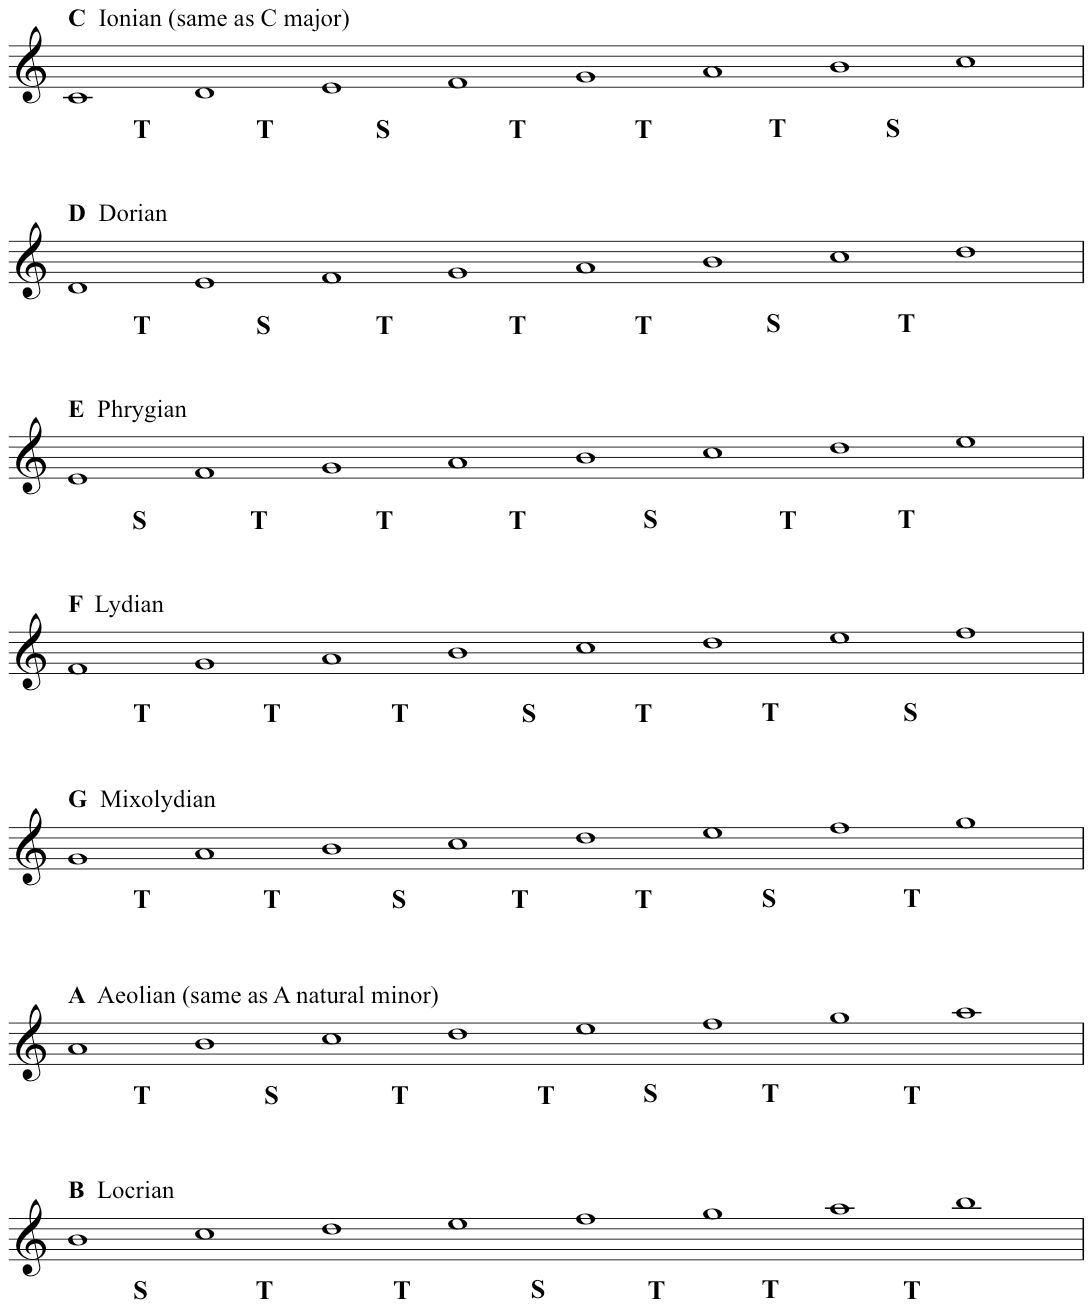 C Ionian (same as C major)
T T S T T T S
D Dorian
T S T T T S T
E Phrygian
S T T T S T T
F Lydian
T T T S T T S
G Mixolydian
T T S T T S T
A Aeolian (same as A natural minor)
T S T T S T T
B Locrian
S T T S T T T